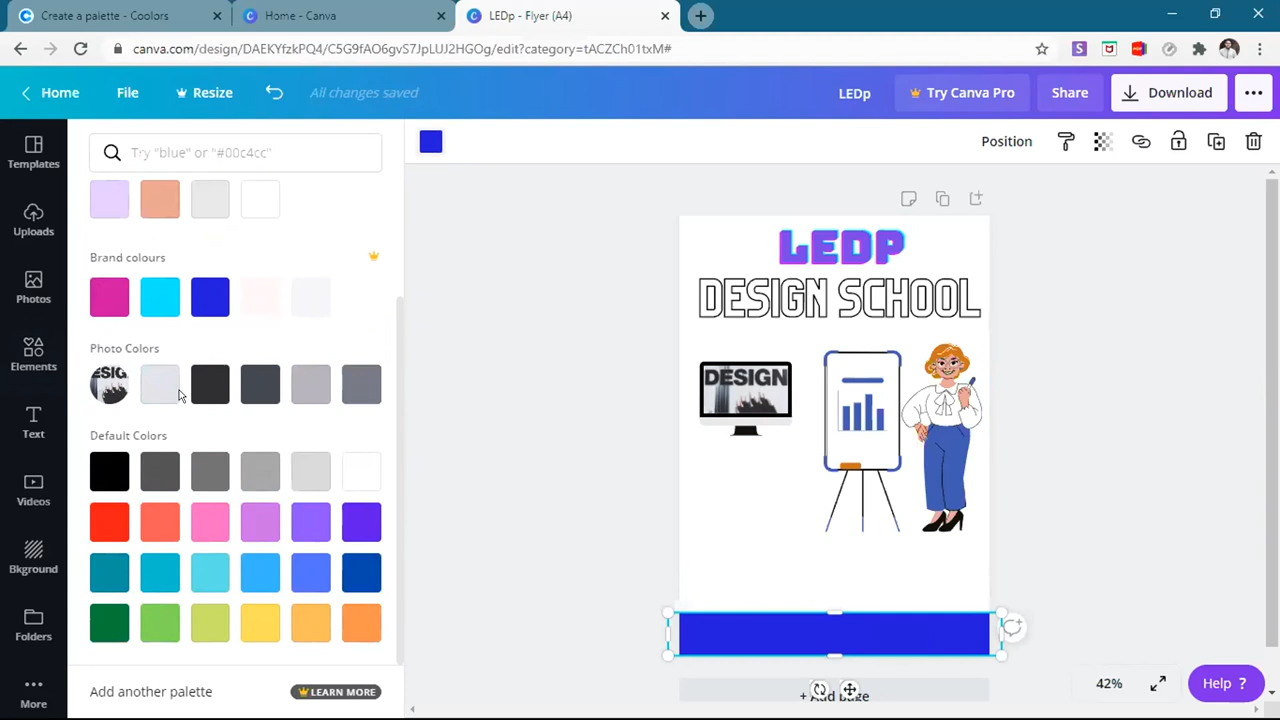 Create a palette - Coolors
Home - Canva
LEDp - Flyer (A4)
canva.com/design/DAEKYfzkPQ4/C5G9fAO6gvS7JpLUJ2HGOg/edit?category=tACZCh01txM#
Home
File
Resize
All changes saved
LEDp
Try Canva Pro
Share
Download
Templates
Uploads
Photos
Elements
Text
Videos
Bkground
Folders
More
Try "blue" or "#00c4cc"
Brand colours
Photo Colors
Default Colors
Add another palette
LEARN MORE
Position
LEDP
DESIGN SCHOOL
DESIGN
+ Add page
42%
Help ?